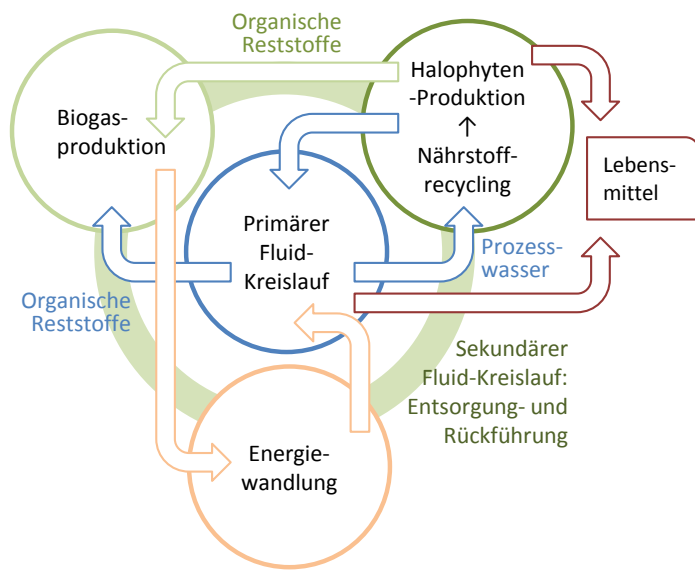 Organische
Reststoffe
Biogas-
produktion
Halophyten
-Produktion
↑
Nährstoff-
recycling
Lebens-
mittel
Primärer
Fluid-
Kreislauf
Prozess-
wasser
Organische
Reststoffe
Sekundärer
Fluid-Kreislauf:
Entsorgung- und
Rückführung
Energie-
wandlung